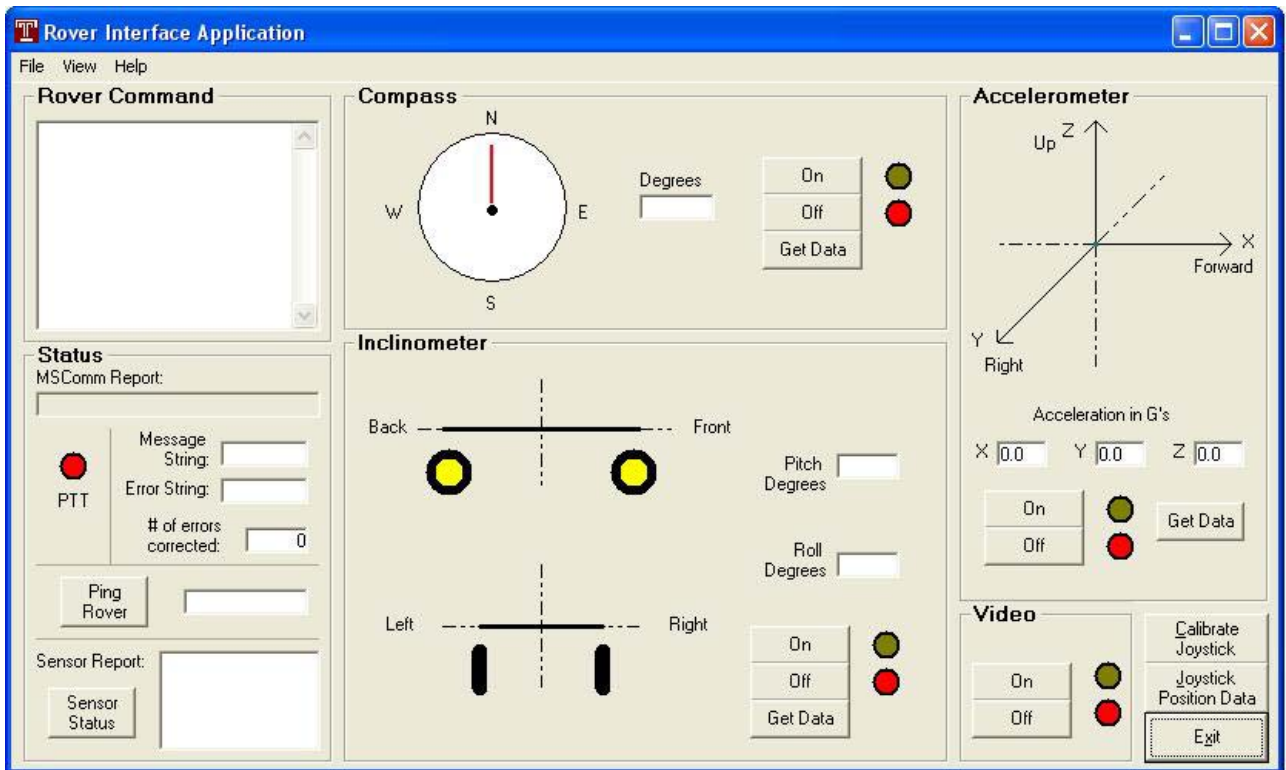 Rover Interface Application
File View Help
Rover Command
Compass
N
W
E
S
Degrees
On
Off
Get Data
Accelerometer
Up Z
X
Forward
Y
Right
Acceleration in G's
X 0.0 Y 0.0 Z 0.0
On
Off
Get Data
Status
MSComm Report:
PTT
Message
String:
Error String:
# of errors
corrected: 0
Ping
Rover
Sensor Report:
Sensor
Status
Inclinometer
Back
Front
Pitch
Degrees
Roll
Degrees
Left
Right
On
Off
Get Data
Video
On
Off
Calibrate
Joystick
Joystick
Position Data
Exit